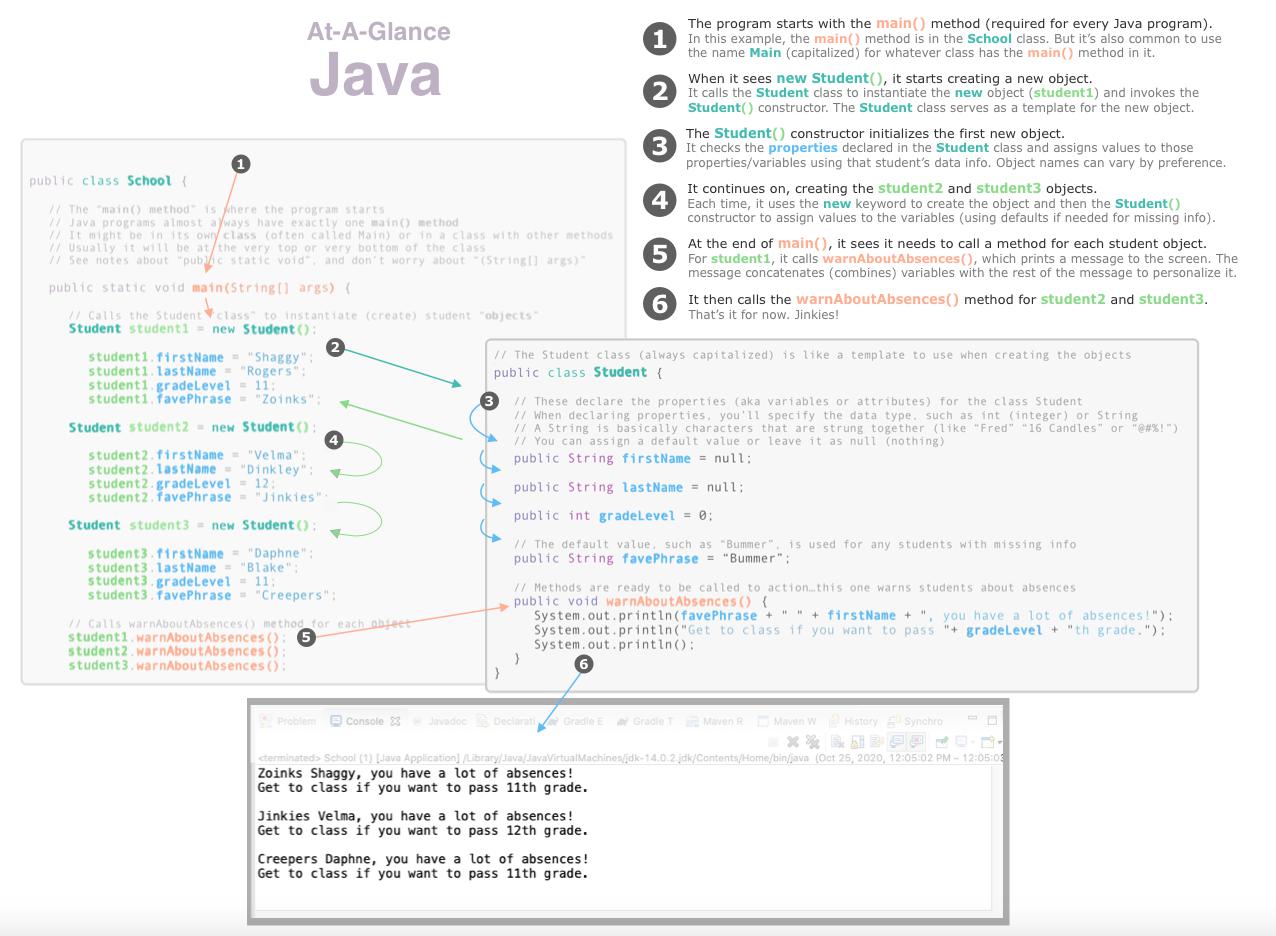 At-A-Glance
Java
1 The program starts with the main() method (required for every Java program).
In this example, the main() method is in the School class. But it's also common to use
the name Main (capitalized) for whatever class has the main() method in it.
2 When it sees new Student(), it starts creating a new object.
It calls the Student class to instantiate the new object (student1) and invokes the
Student() constructor. The Student class serves as a template for the new object.
3 The Student() constructor initializes the first new object.
It checks the properties declared in the Student class and assigns values to those
properties/variables using that student's data info. Object names can vary by preference.
4 It continues on, creating the student2 and student3 objects.
Each time, it uses the new keyword to create the object and then the Student()
constructor to assign values to the variables (using defaults if needed for missing info).
5 At the end of main(), it sees it needs to call a method for each student object.
For student1, it calls warnAboutAbsences(), which prints a message to the screen. The
message concatenates (combines) variables with the rest of the message to personalize it.
6 It then calls the warnAboutAbsences() method for student2 and student3.
That's it for now. Jinkies!
1
public class School {
// The "main() method" is where the program starts
// Java programs almost always have exactly one main() method
// It might be in its own class (often called Main) or in a class with other methods
// Usually it will be at the very top or very bottom of the class
// See notes about "public static void", and don't worry about "(String[] args)"
public static void main(String[] args) {
// Calls the Student "class" to instantiate (create) student "objects"
Student student1 = new Student();
2
student1.firstName = "Shaggy";
student1.lastName = "Rogers";
student1.gradeLevel = 11;
student1.favePhrase = "Zoinks";
Student student2 = new Student();
4
student2.firstName = "Velma";
student2.lastName = "Dinkley";
student2.gradeLevel = 12;
student2.favePhrase = "Jinkies"
Student student3 = new Student();
student3.firstName = "Daphne";
student3.lastName = "Blake";
student3.gradeLevel = 11;
student3.favePhrase = "Creepers";
// Calls warnAboutAbsences() method for each object
student1.warnAboutAbsences(); 5
student2.warnAboutAbsences();
student3.warnAboutAbsences();
// The Student class (always capitalized) is like a template to use when creating the objects
public class Student {
3 // These declare the properties (aka variables or attributes) for the class Student
// When declaring properties, you'll specify the data type, such as int (integer) or String
// A String is basically characters that are strung together (like "Fred" "16 Candles" or "@#%!")
// You can assign a default value or leave it as null (nothing)
public String firstName = null;
public String lastName = null;
public int gradeLevel = 0;
// The default value, such as "Bummer", is used for any students with missing info
public String favePhrase = "Bummer";
// Methods are ready to be called to action…this one warns students about absences
public void warnAboutAbsences() {
System.out.println(favePhrase + " " + firstName + ", you have a lot of absences!");
System.out.println("Get to class if you want to pass "+ gradeLevel + "th grade.");
System.out.println();
}
6
}
Problem Console Javadoc Declarati Gradle E Gradle T Maven R Maven W History Synchro
<terminated> School (1) [Java Application] /Library/Java/JavaVirtualMachines/jdk-14.0.2.jdk/Contents/Home/bin/java (Oct 25, 2020, 12:05:02 PM – 12:05:03
Zoinks Shaggy, you have a lot of absences!
Get to class if you want to pass 11th grade.
Jinkies Velma, you have a lot of absences!
Get to class if you want to pass 12th grade.
Creepers Daphne, you have a lot of absences!
Get to class if you want to pass 11th grade.